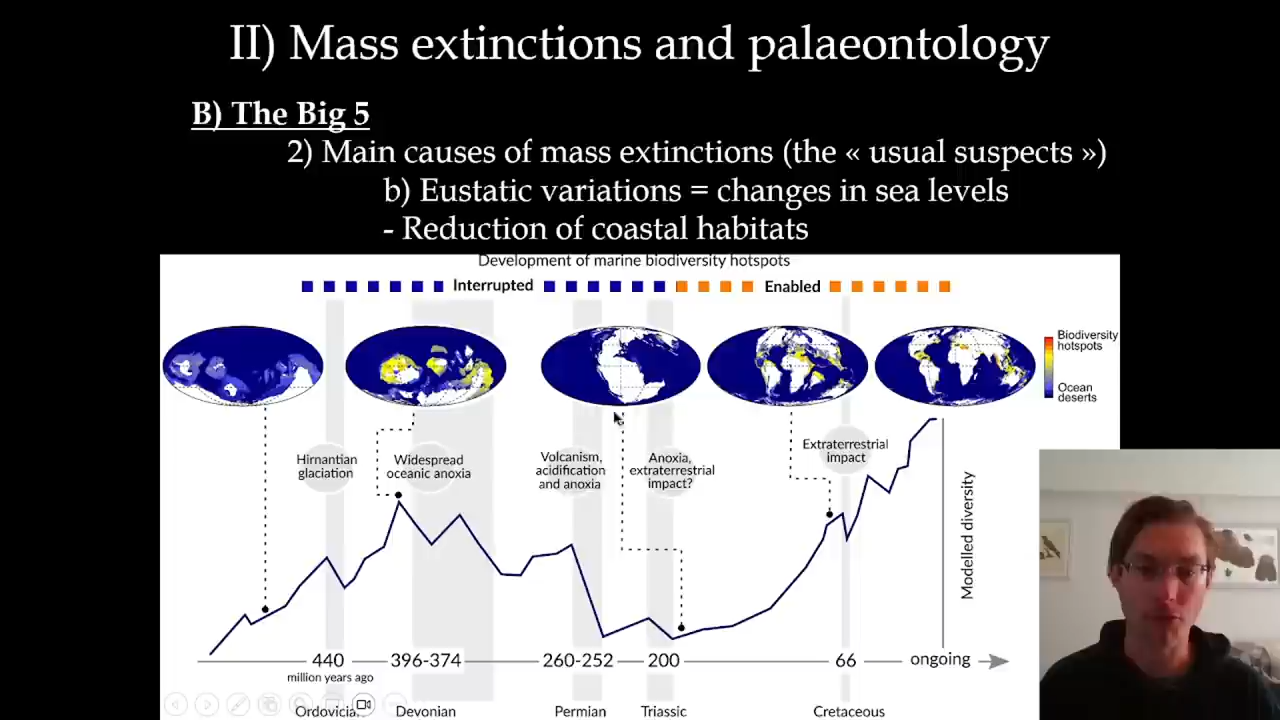 II) Mass extinctions and palaeontology
B) The Big 5
2) Main causes of mass extinctions (the « usual suspects »)
b) Eustatic variations = changes in sea levels
- Reduction of coastal habitats
Development of marine biodiversity hotspots
Interrupted
Enabled
Biodiversity
hotspots
Ocean
deserts
Hirnantian
glaciation
Widespread
oceanic anoxia
Volcanism,
acidification
and anoxia
Anoxia,
extraterrestrial
impact?
Extraterrestrial
impact
Modelled diversity
440
396-374
260-252
200
66
ongoing
million years ago
Devonian
Permian
Triassic
Cretaceous